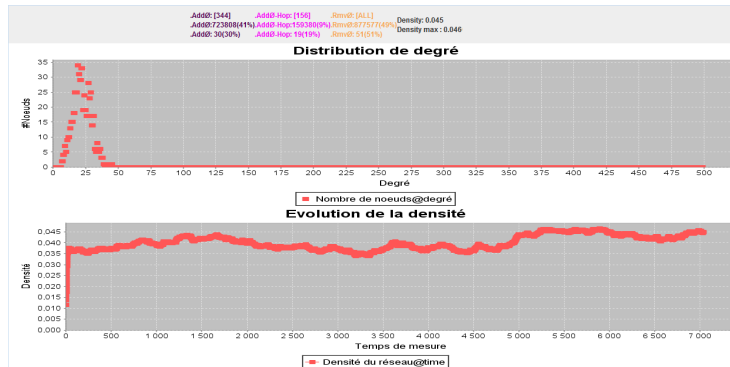 .AddØ: [344] .AddØ-Hop: [156] .RmvØ: [ALL]
.AddØ:723808(41%) .AddØ-Hop:159380(9%) .RmvØ:877577(49%)
.AddØ: 30(30%) .AddØ-Hop: 19(19%) .RmvØ: 51(51%)
Density: 0.045
Density max : 0.046
Distribution de degré
#Noeuds
35
30
25
20
15
10
5
0
0 25 50 75 100 125 150 175 200 225 250 275 300 325 350 375 400 425 450 475 500
Degré
Nombre de noeuds@degré
Evolution de la densité
Densité
0,045
0,040
0,035
0,030
0,025
0,020
0,015
0,010
0,005
0,000
0 500 1 000 1 500 2 000 2 500 3 000 3 500 4 000 4 500 5 000 5 500 6 000 6 500 7 000
Temps de mesure
Densité du réseau@time